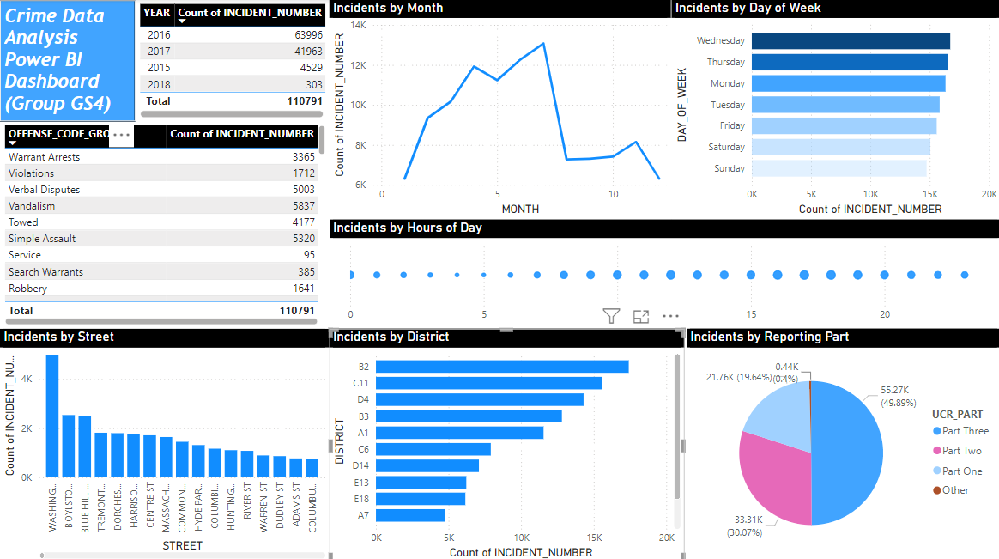 Crime Data
Analysis
Power BI
Dashboard
(Group GS4)
YEAR Count of INCIDENT_NUMBER
2016 63996
2017 41963
2015 4529
2018 303
Total 110791
OFFENSE_CODE_GRO Count of INCIDENT_NUMBER
Warrant Arrests 3365
Violations 1712
Verbal Disputes 5003
Vandalism 5837
Towed 4177
Simple Assault 5320
Service 95
Search Warrants 385
Robbery 1641
Total 110791
Incidents by Month
Count of INCIDENT_NUMBER
14K
12K
10K
8K
6K
0 5 10
MONTH
Incidents by Day of Week
DAY_OF_WEEK
Wednesday
Thursday
Monday
Tuesday
Friday
Saturday
Sunday
0K 5K 10K 15K 20K
Count of INCIDENT_NUMBER
Incidents by Hours of Day
0 5 15 20
Incidents by Street
Count of INCIDENT_NU...
4K
2K
0K
WASHING...
BOYLSTO...
BLUE HILL ...
TREMONT...
DORCHES...
HARRISO...
CENTRE ST
MASSACH...
COMMON...
HYDE PAR...
COLUMBI...
HUNTING...
RIVER ST
WARREN ST
DUDLEY ST
ADAMS ST
COLUMBU...
STREET
Incidents by District
DISTRICT
B2
C11
D4
B3
A1
C6
D14
E13
E18
A7
0K 5K 10K 15K 20K
Count of INCIDENT_NUMBER
Incidents by Reporting Part
0.44K
(0.4%)
21.76K (19.64%)
55.27K
(49.89%)
33.31K
(30.07%)
UCR_PART
Part Three
Part Two
Part One
Other